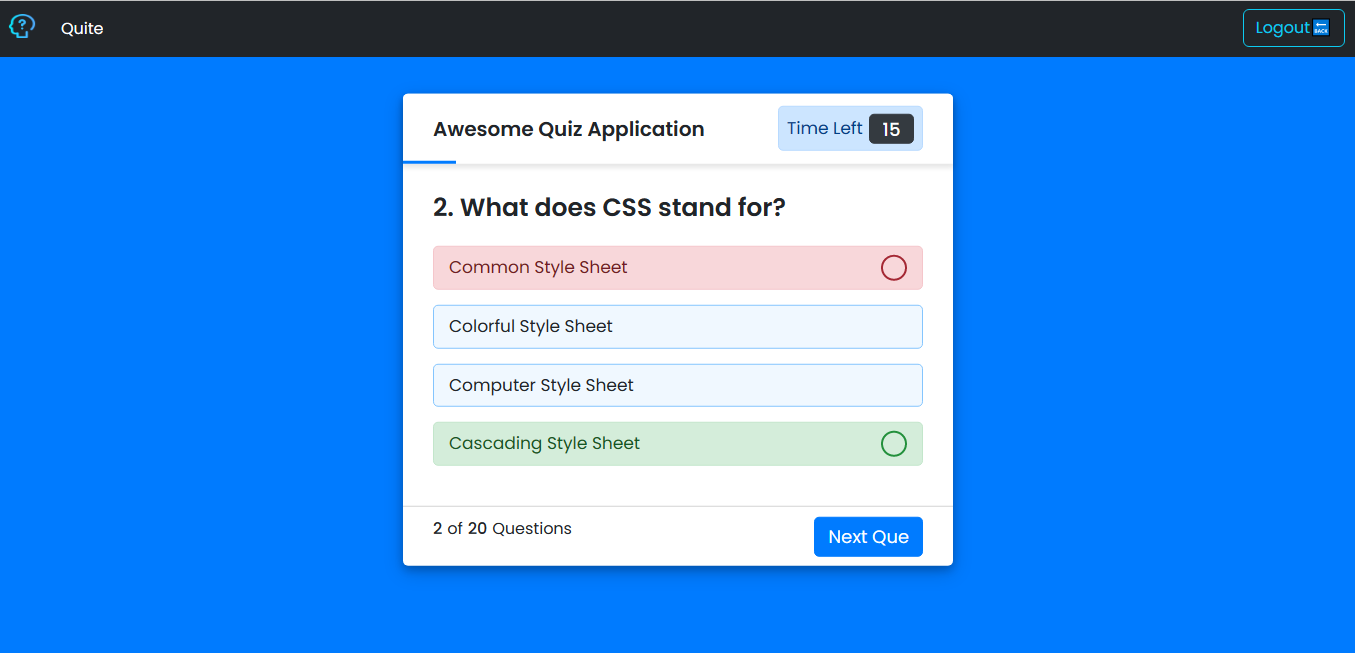 Quite
Logout BACK
Awesome Quiz Application
Time Left 15
2. What does CSS stand for?
Common Style Sheet
Colorful Style Sheet
Computer Style Sheet
Cascading Style Sheet
2 of 20 Questions
Next Que